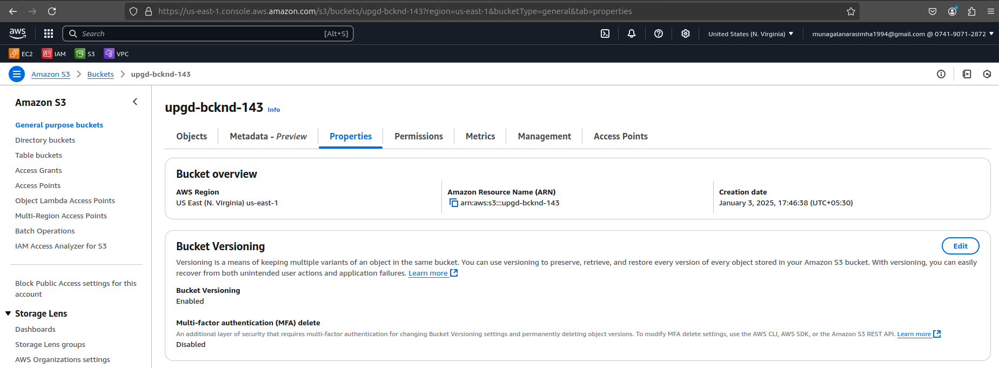 https://us-east-1.console.aws.amazon.com/s3/buckets/upgd-bcknd-143?region=us-east-1&bucketType=general&tab=properties
aws
Search [Alt+S]
United States (N. Virginia)
munagalanarasimha1994@gmail.com @ 0741-9071-2872
EC2 IAM S3 VPC
Amazon S3 > Buckets > upgd-bcknd-143
Amazon S3
General purpose buckets
Directory buckets
Table buckets
Access Grants
Access Points
Object Lambda Access Points
Multi-Region Access Points
Batch Operations
IAM Access Analyzer for S3
Block Public Access settings for this
account
Storage Lens
Dashboards
Storage Lens groups
AWS Organizations settings
upgd-bcknd-143 Info
Objects Metadata - Preview Properties Permissions Metrics Management Access Points
Bucket overview
AWS Region
US East (N. Virginia) us-east-1
Amazon Resource Name (ARN)
arn:aws:s3:::upgd-bcknd-143
Creation date
January 3, 2025, 17:46:38 (UTC+05:30)
Bucket Versioning
Edit
Versioning is a means of keeping multiple variants of an object in the same bucket. You can use versioning to preserve, retrieve, and restore every version of every object stored in your Amazon S3 bucket. With versioning, you can easily
recover from both unintended user actions and application failures. Learn more
Bucket Versioning
Enabled
Multi-factor authentication (MFA) delete
An additional layer of security that requires multi-factor authentication for changing Bucket Versioning settings and permanently deleting object versions. To modify MFA delete settings, use the AWS CLI, AWS SDK, or the Amazon S3 REST API. Learn more
Disabled